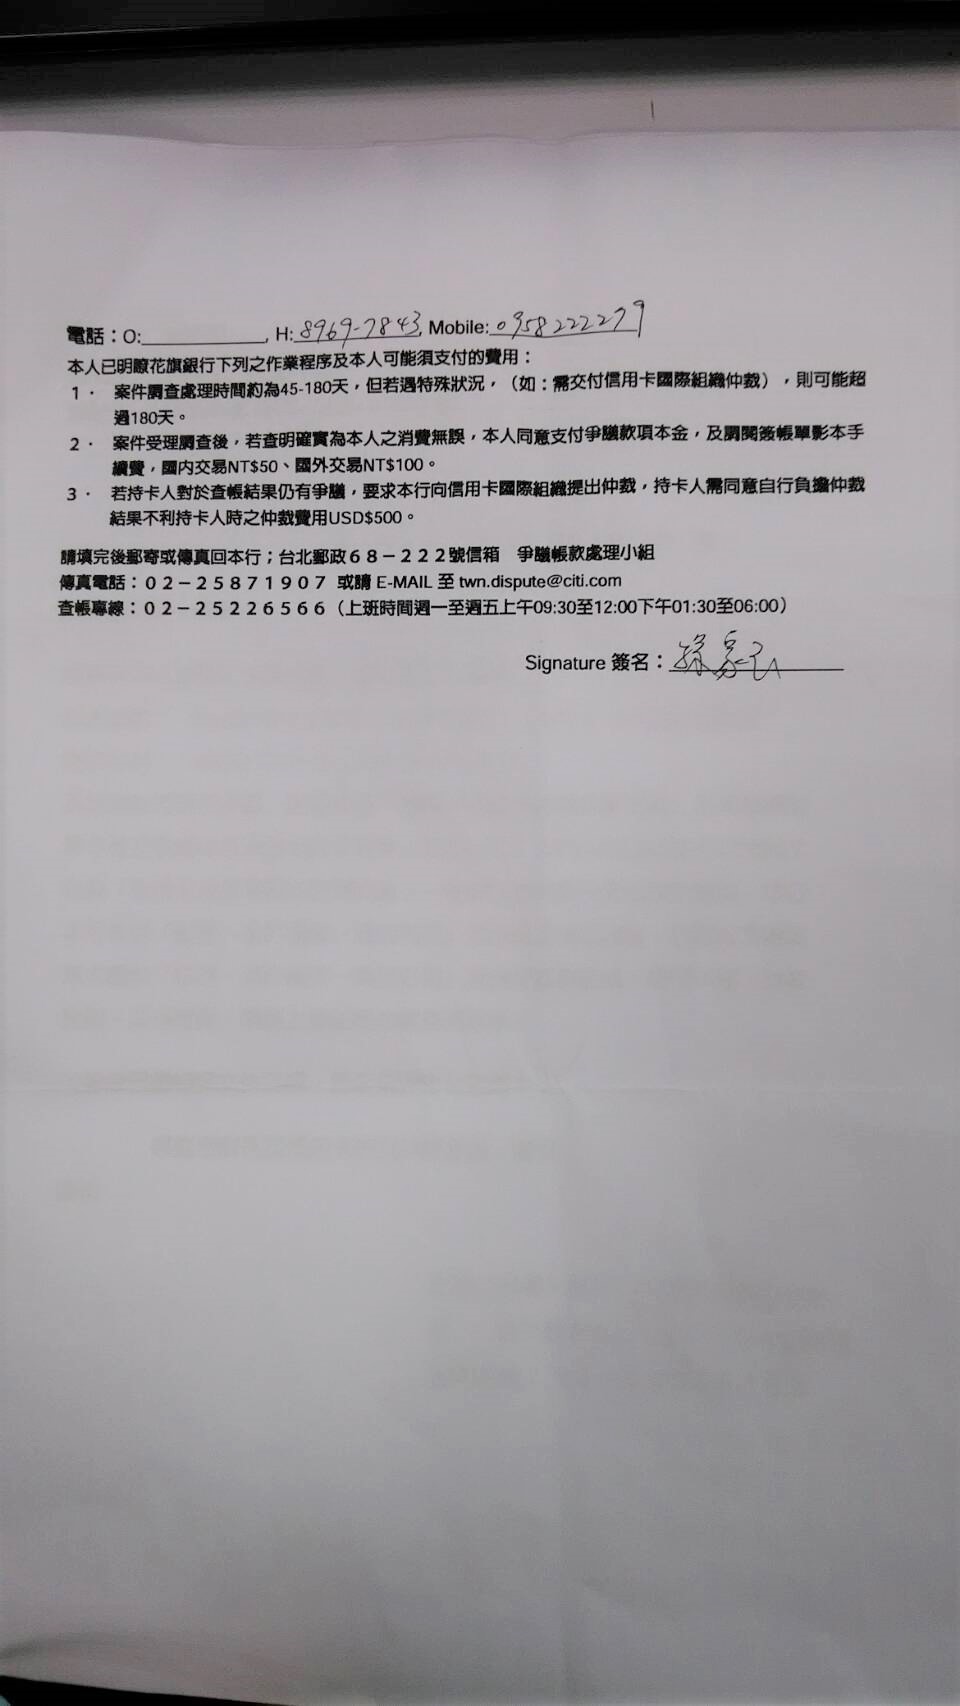 電話：O:____________, H: 8969-7843, Mobile: 0958222279
本人已明瞭花旗銀行下列之作業程序及本人可能須支付的費用：
1． 案件調查處理時間約為45-180天，但若遇特殊狀況，（如：需交付信用卡國際組織仲裁），則可能超
過180天。
2． 案件受理調查後，若查明確實為本人之消費無誤，本人同意支付爭議款項本金，及調閱簽帳單影本手
續費，國內交易NT$50、國外交易NT$100。
3． 若持卡人對於查帳結果仍有爭議，要求本行向信用卡國際組織提出仲裁，持卡人需同意自行負擔仲裁
結果不利持卡人時之仲裁費用USD$500。
請填完後郵寄或傳真回本行；台北郵政６８－２２２號信箱　爭議帳款處理小組
傳真電話：０２－２５８７１９０７ 或請 E-MAIL 至 twn.dispute@citi.com
查帳專線：０２－２５２２６５６６（上班時間週一至週五上午09:30至12:00下午01:30至06:00）
Signature 簽名：